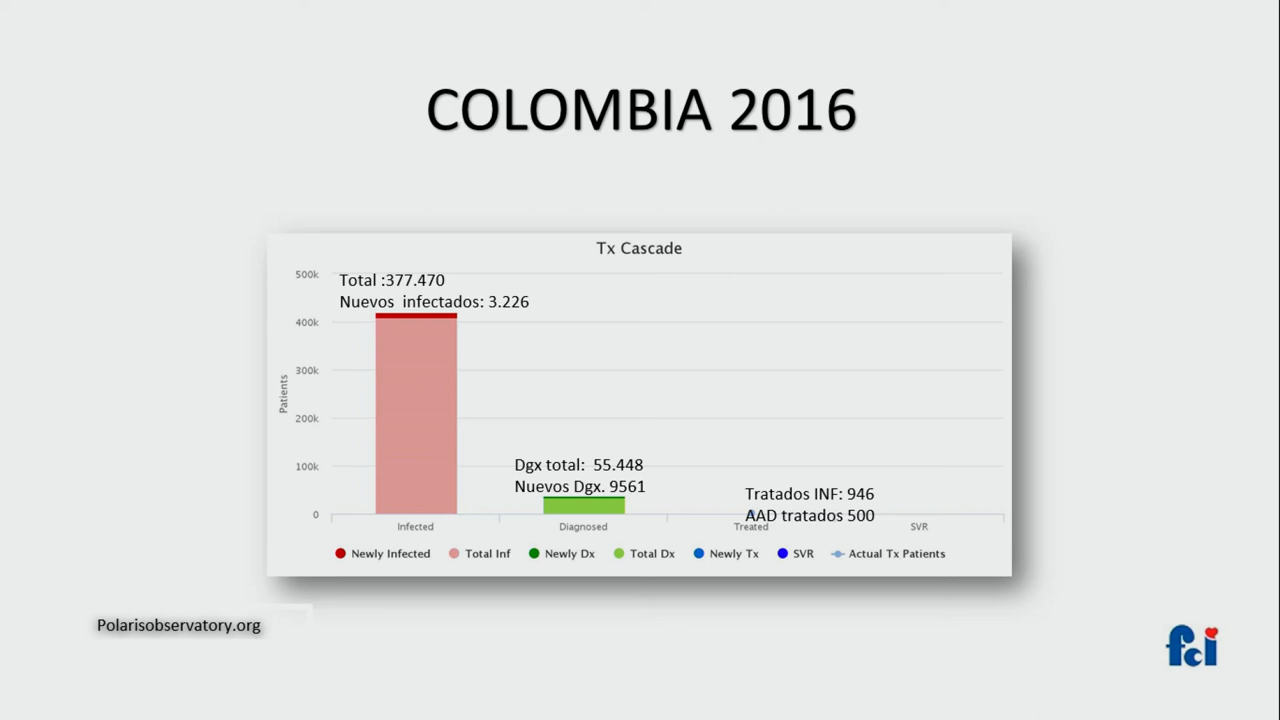 COLOMBIA 2016
Tx Cascade
500k
Total :377.470
Nuevos  infectados: 3.226
400k
300k
Patients
200k
100k
Dgx total:  55.448
Nuevos Dgx. 9561
Tratados INF: 946
AAD tratados 500
0
Infected
Diagnosed
Treated
SVR
Newly Infected
Total Inf
Newly Dx
Total Dx
Newly Tx
SVR
Actual Tx Patients
Polarisobservatory.org
fci